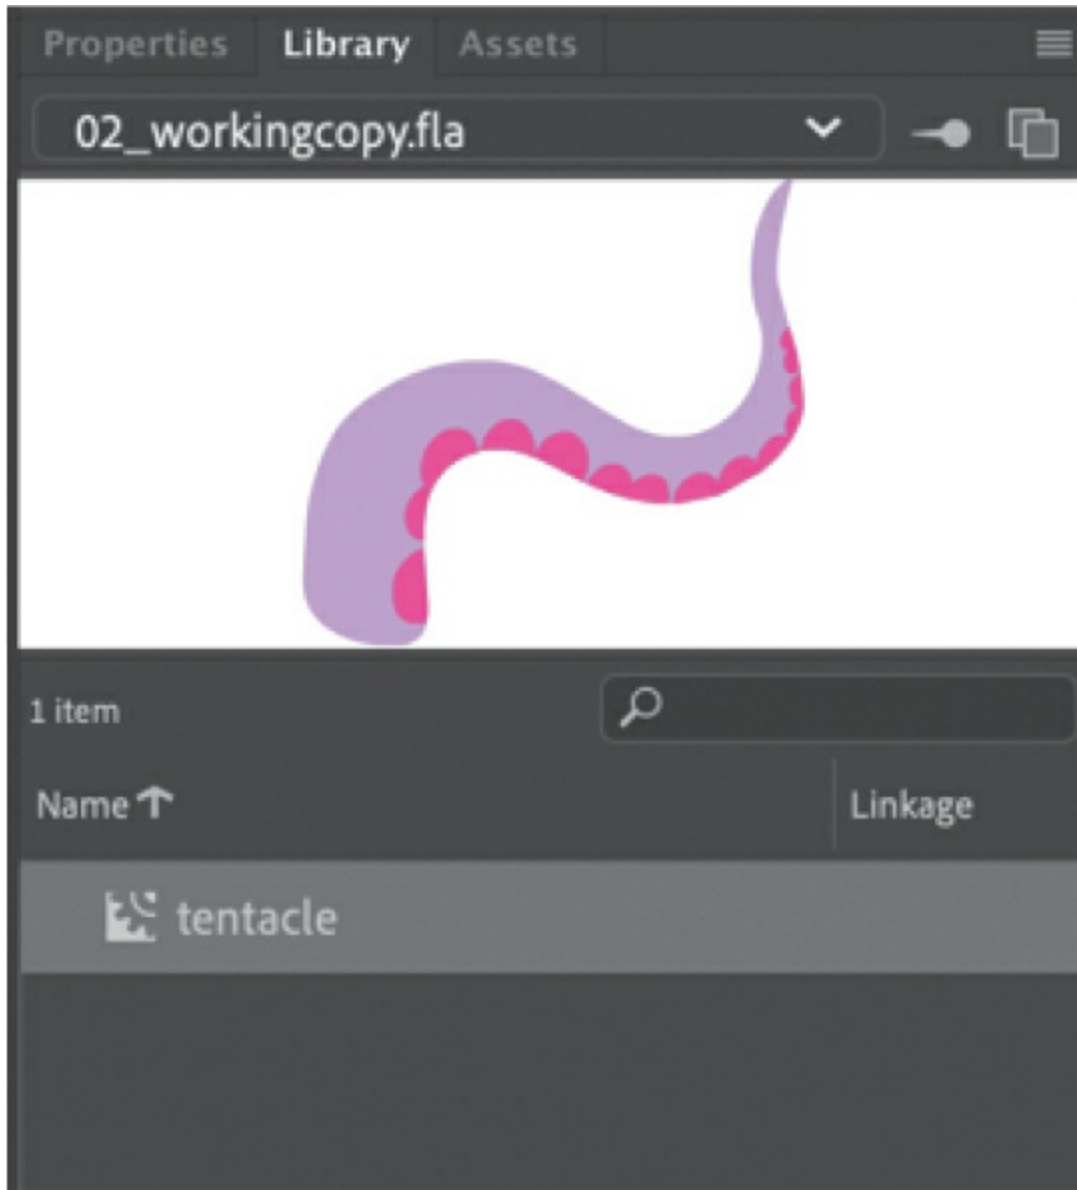 Properties Library Assets
02_workingcopy.fla
1 item
Name Linkage
tentacle